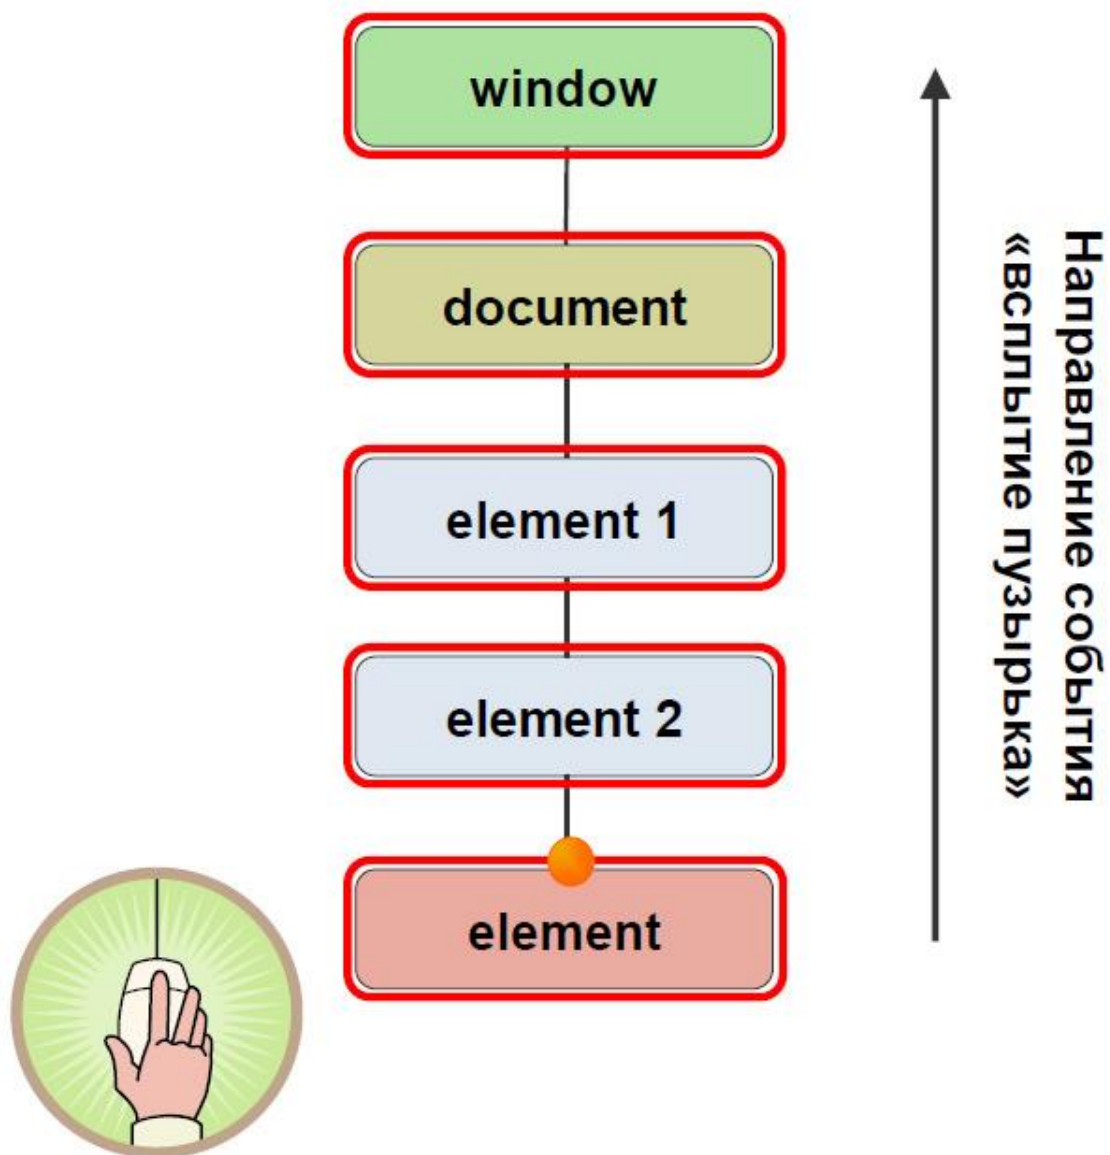 window
document
element 1
element 2
element
Направление события
«всплытие пузырька»